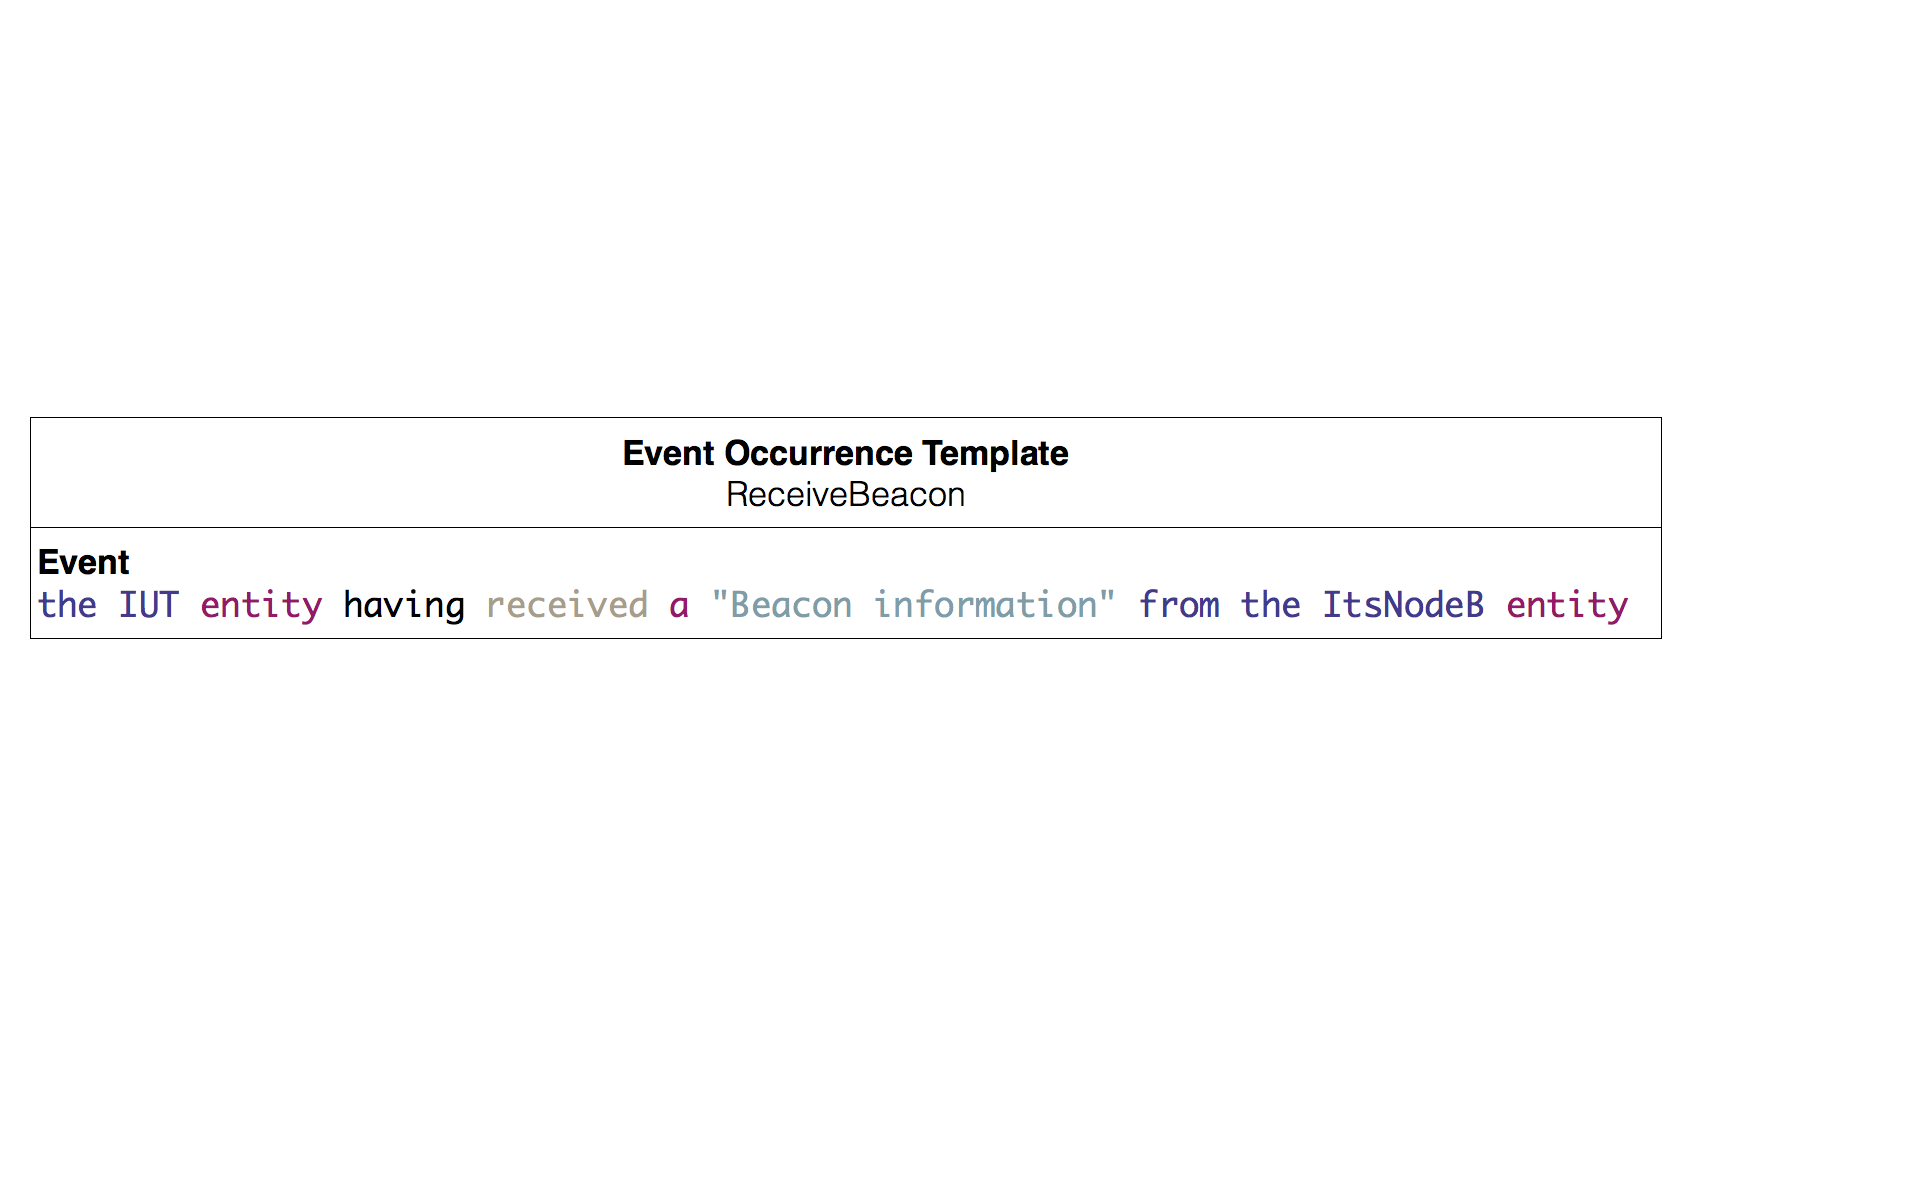 Event Occurrence Template
ReceiveBeacon
Event
the IUT entity having received a "Beacon information" from the ItsNodeB entity